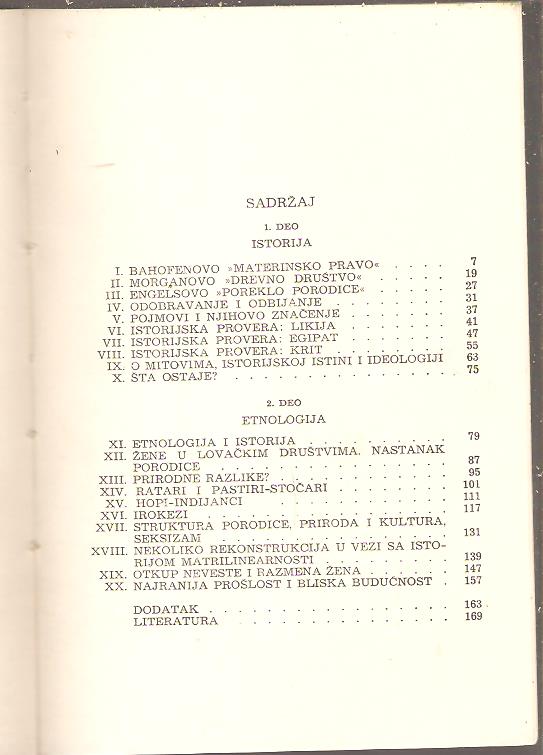 SADRŽAJ
1. DEO
ISTORIJA
I. BAHOFENOVO »MATERINSKO PRAVO« . . . . 7
II. MORGANOVO »DREVNO DRUŠTVO« . . . . . 19
III. ENGELSOVO »POREKLO PORODICE« . . . . . 27
IV. ODOBRAVANJE I ODBIJANJE . . . . . . . 31
V. POJMOVI I NJIHOVO ZNAČENJE . . . . . . 37
VI. ISTORIJSKA PROVERA: LIKIJA . . . . . . 41
VII. ISTORIJSKA PROVERA: EGIPAT . . . . . . 47
VIII. ISTORIJSKA PROVERA: KRIT . . . . . . . 55
IX. O MITOVIMA, ISTORIJSKOJ ISTINI I IDEOLOGIJI 63
X. ŠTA OSTAJE? . . . . . . . . . . . . . 75
2. DEO
ETNOLOGIJA
XI. ETNOLOGIJA I ISTORIJA . . . . . . . . . 79
XII. ŽENE U LOVAČKIM DRUŠTVIMA. NASTANAK
PORODICE . . . . . . . . . . . . . . 87
XIII. PRIRODNE RAZLIKE? . . . . . . . . . . 95
XIV. RATARI I PASTIRI-STOČARI . . . . . . . 101
XV. HOPI-INDIJANCI . . . . . . . . . . . 111
XVI. IROKEZI . . . . . . . . . . . . . . 117
XVII. STRUKTURA PORODICE, PRIRODA I KULTURA,
SEKSIZAM . . . . . . . . . . . . . . 131
XVIII. NEKOLIKO REKONSTRUKCIJA U VEZI SA ISTO-
RIJOM MATRILINEARNOSTI . . . . . . . . 139
XIX. OTKUP NEVESTE I RAZMENA ŽENA . . . . . 147
XX. NAJRANIJA PROŠLOST I BLISKA BUDUĆNOST . 157
DODATAK . . . . . . . . . . . . . . 163
LITERATURA . . . . . . . . . . . . . 169